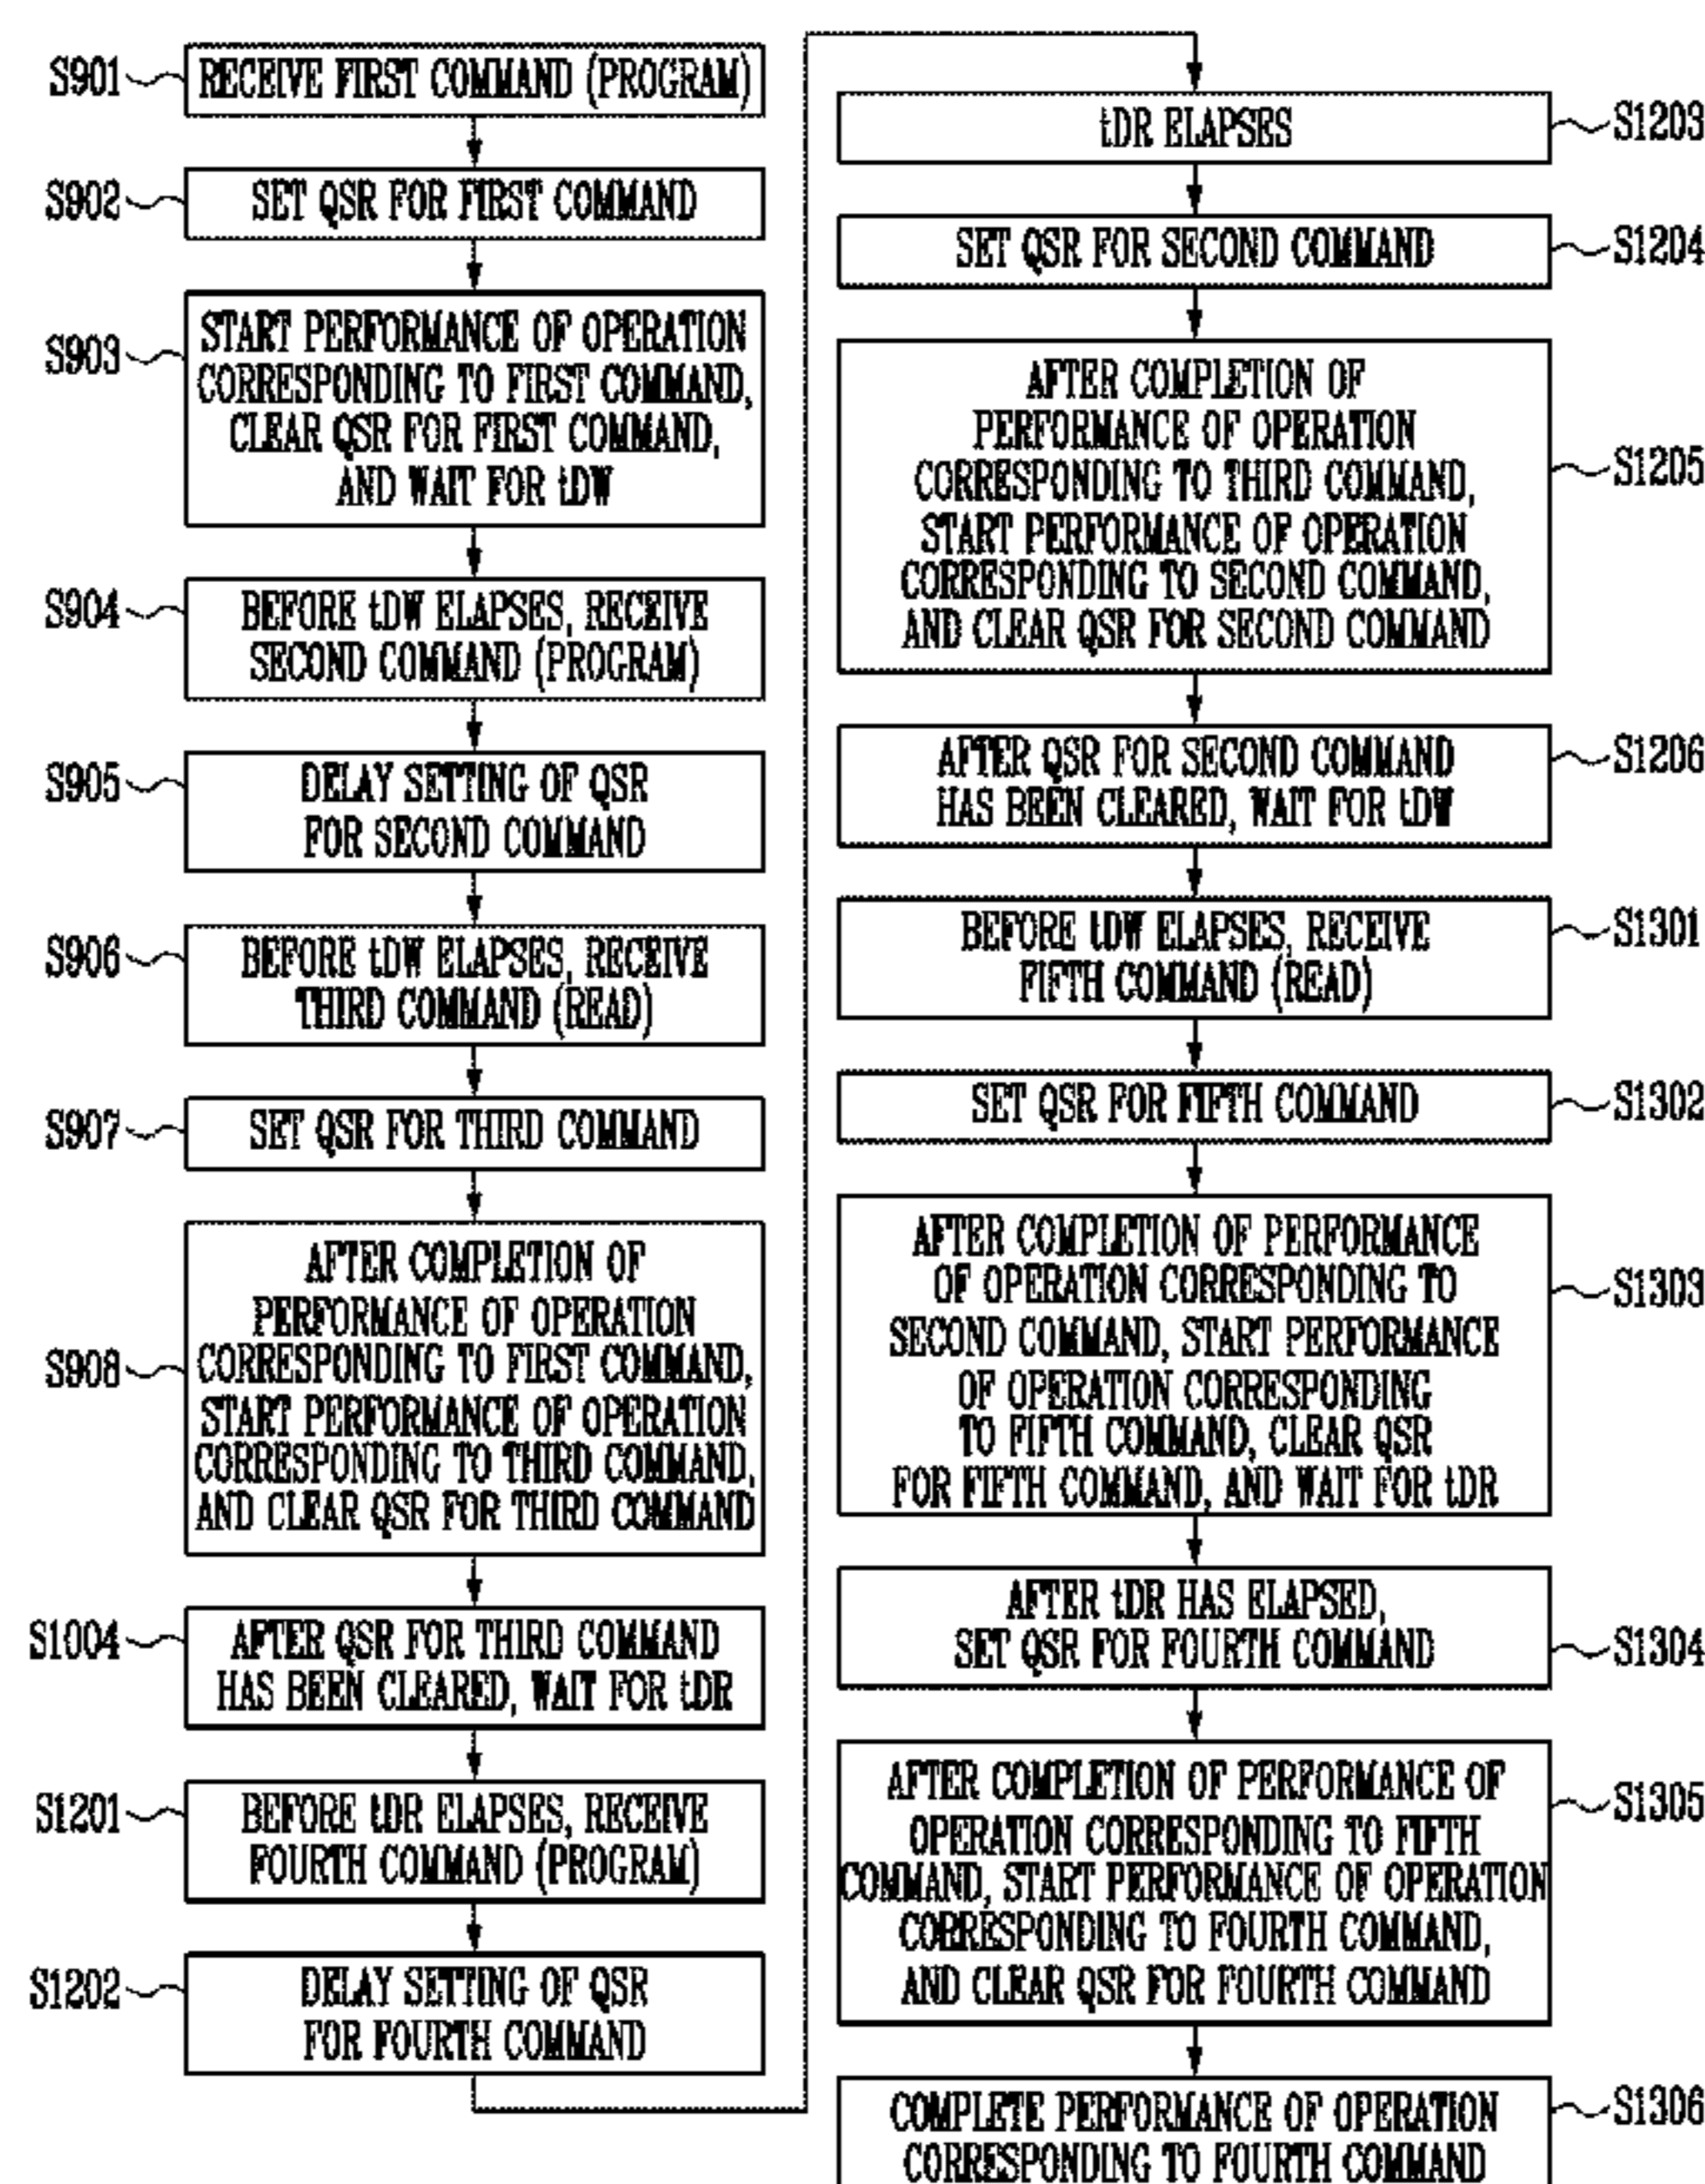 S901
RECEIVE FIRST COMMAND (PROGRAM)
S902
SET QSR FOR FIRST COMMAND
S903
START PERFORMANCE OF OPERATION
CORRESPONDING TO FIRST COMMAND,
CLEAR QSR FOR FIRST COMMAND,
AND WAIT FOR tDW
S904
BEFORE tDW ELAPSES, RECEIVE
SECOND COMMAND (PROGRAM)
S905
DELAY SETTING OF QSR
FOR SECOND COMMAND
S906
BEFORE tDW ELAPSES, RECEIVE
THIRD COMMAND (READ)
S907
SET QSR FOR THIRD COMMAND
S908
AFTER COMPLETION OF
PERFORMANCE OF OPERATION
CORRESPONDING TO FIRST COMMAND,
START PERFORMANCE OF OPERATION
CORRESPONDING TO THIRD COMMAND,
AND CLEAR QSR FOR THIRD COMMAND
S1004
AFTER QSR FOR THIRD COMMAND
HAS BEEN CLEARED, WAIT FOR tDR
S1201
BEFORE tDR ELAPSES, RECEIVE
FOURTH COMMAND (PROGRAM)
S1202
DELAY SETTING OF QSR
FOR FOURTH COMMAND
tDR ELAPSES
S1203
SET QSR FOR SECOND COMMAND
S1204
AFTER COMPLETION OF
PERFORMANCE OF OPERATION
CORRESPONDING TO THIRD COMMAND,
START PERFORMANCE OF OPERATION
CORRESPONDING TO SECOND COMMAND,
AND CLEAR QSR FOR SECOND COMMAND
S1205
AFTER QSR FOR SECOND COMMAND
HAS BEEN CLEARED, WAIT FOR tDW
S1206
BEFORE tDW ELAPSES, RECEIVE
FIFTH COMMAND (READ)
S1301
SET QSR FOR FIFTH COMMAND
S1302
AFTER COMPLETION OF PERFORMANCE
OF OPERATION CORRESPONDING TO
SECOND COMMAND, START PERFORMANCE
OF OPERATION CORRESPONDING
TO FIFTH COMMAND, CLEAR QSR
FOR FIFTH COMMAND, AND WAIT FOR tDR
S1303
AFTER tDR HAS ELAPSED,
SET QSR FOR FOURTH COMMAND
S1304
AFTER COMPLETION OF PERFORMANCE OF
OPERATION CORRESPONDING TO FIFTH
COMMAND, START PERFORMANCE OF OPERATION
CORRESPONDING TO FOURTH COMMAND,
AND CLEAR QSR FOR FOURTH COMMAND
S1305
COMPLETE PERFORMANCE OF OPERATION
CORRESPONDING TO FOURTH COMMAND
S1306